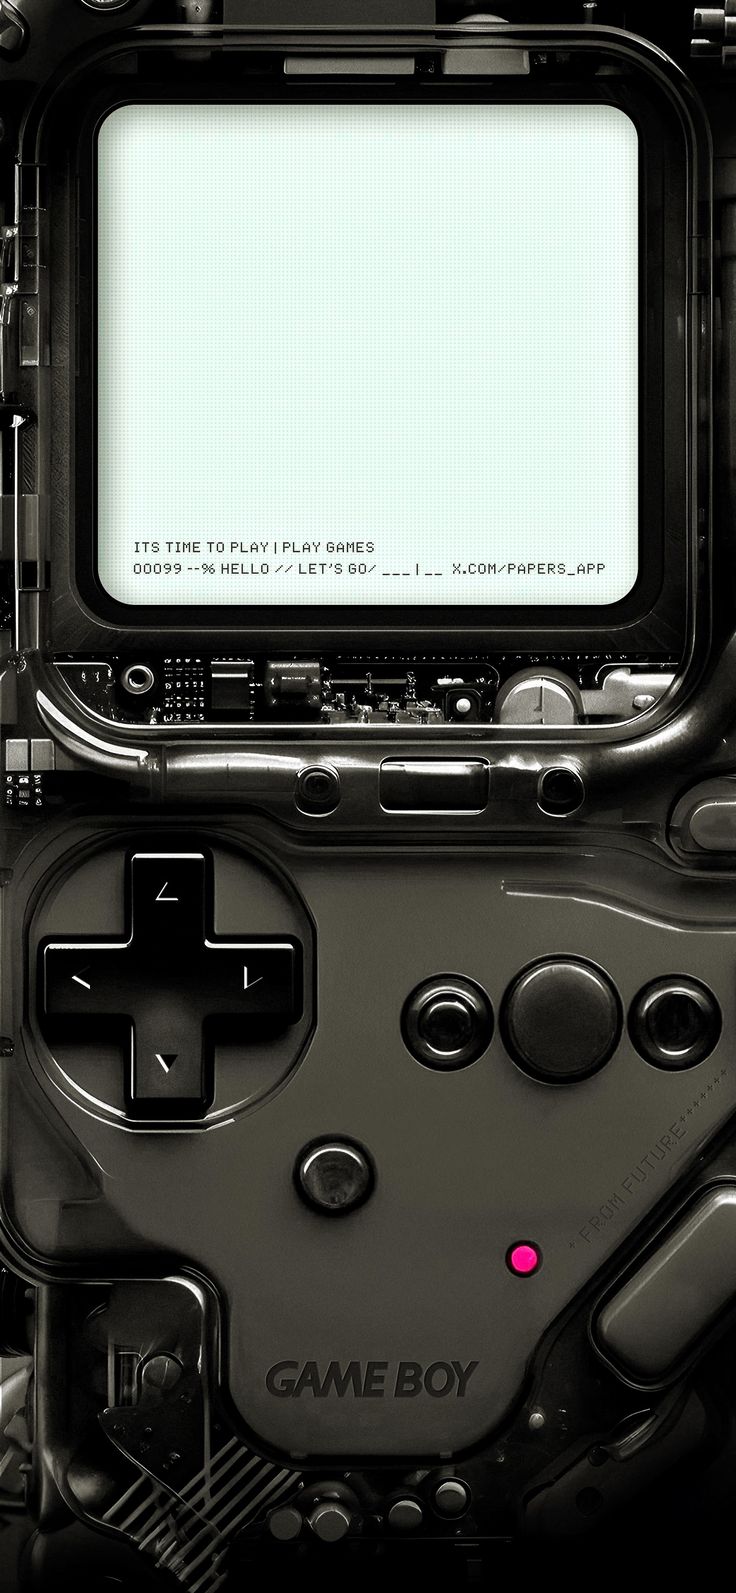 ITS TIME TO PLAY | PLAY GAMES
00099 --% HELLO // LET'S GO/ ___ | __ X.COM/PAPERS_APP
+ FROM FUTURE +++++++
GAME BOY